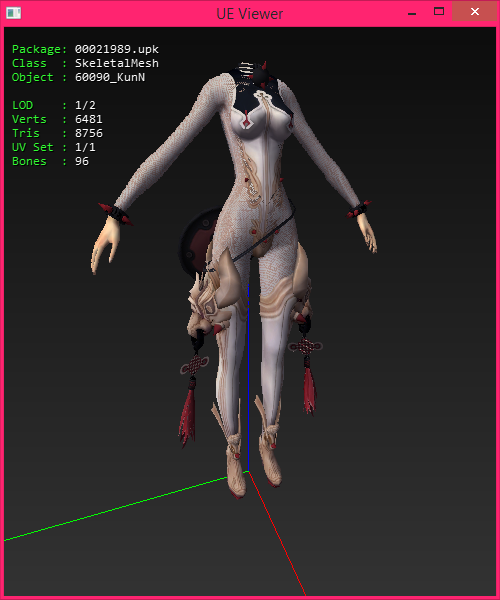 UE Viewer
Package: 00021989.upk
Class : SkeletalMesh
Object : 60090_KunN
LOD : 1/2
Verts : 6481
Tris : 8756
UV Set : 1/1
Bones : 96